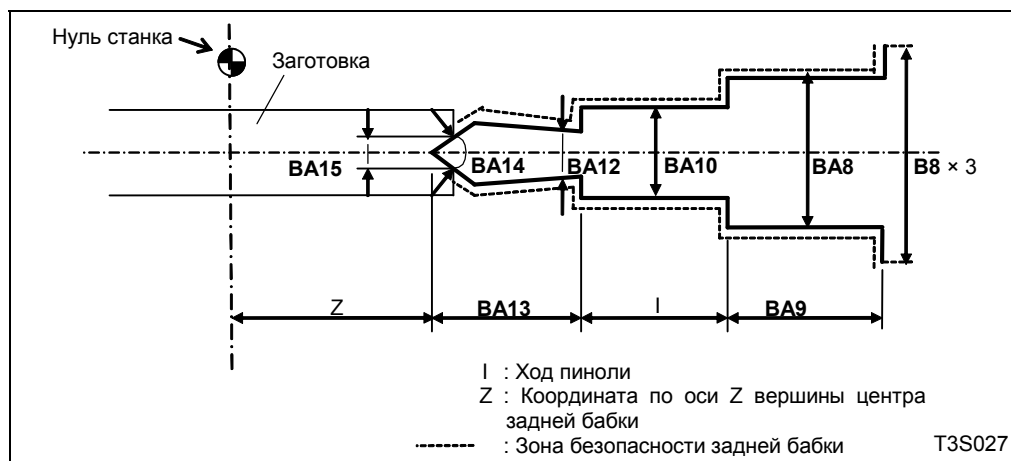 Нуль станка
Заготовка
BA15
BA14
BA12
BA10
BA8
B8 × 3
Z
BA13
I
BA9
I : Ход пиноли
Z : Координата по оси Z вершины центра
задней бабки
: Зона безопасности задней бабки
T3S027